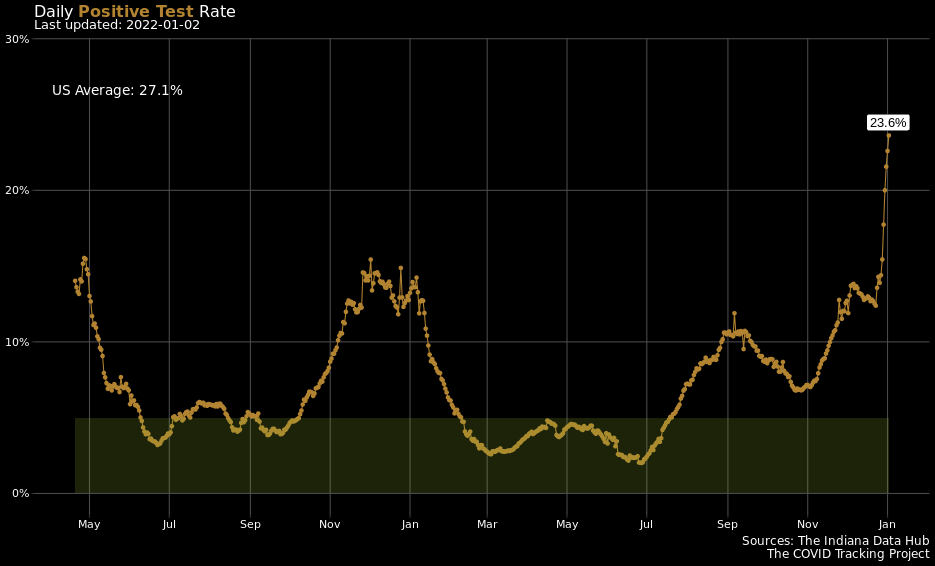 Daily Positive Test Rate
Last updated: 2022-01-02
30%
US Average: 27.1%
23.6%
20%
10%
0%
May Jul Sep Nov Jan Mar May Jul Sep Nov Jan
Sources: The Indiana Data Hub
The COVID Tracking Project